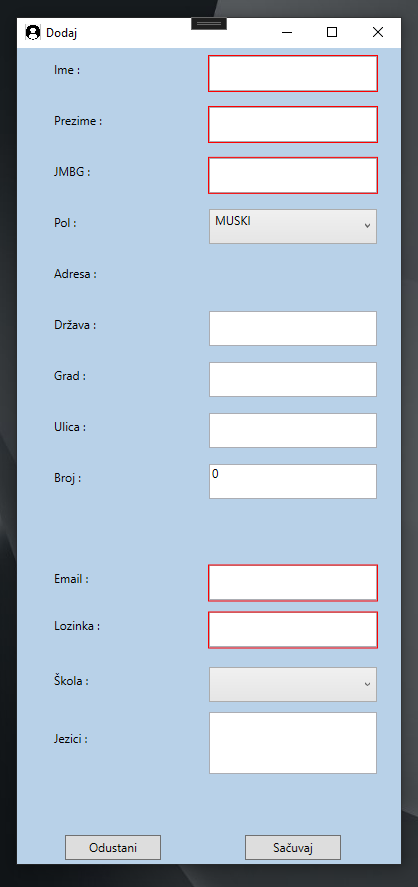 Dodaj
Ime :
Prezime :
JMBG :
Pol : MUSKI
Adresa :
Država :
Grad :
Ulica :
Broj : 0
Email :
Lozinka :
Škola :
Jezici :
Odustani Sačuvaj